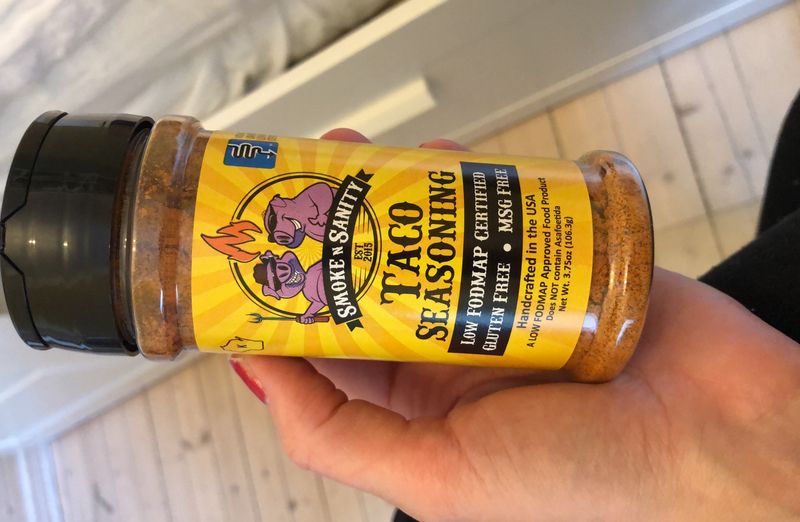 SMOKE N SANITY
EST
2015
TACO
SEASONING
LOW FODMAP CERTIFIED
GLUTEN FREE • MSG FREE
Handcrafted in the USA
A LOW FODMAP Approved Food Product
Does NOT contain Asafoetida
Net Wt. 3.75oz (106.3g)